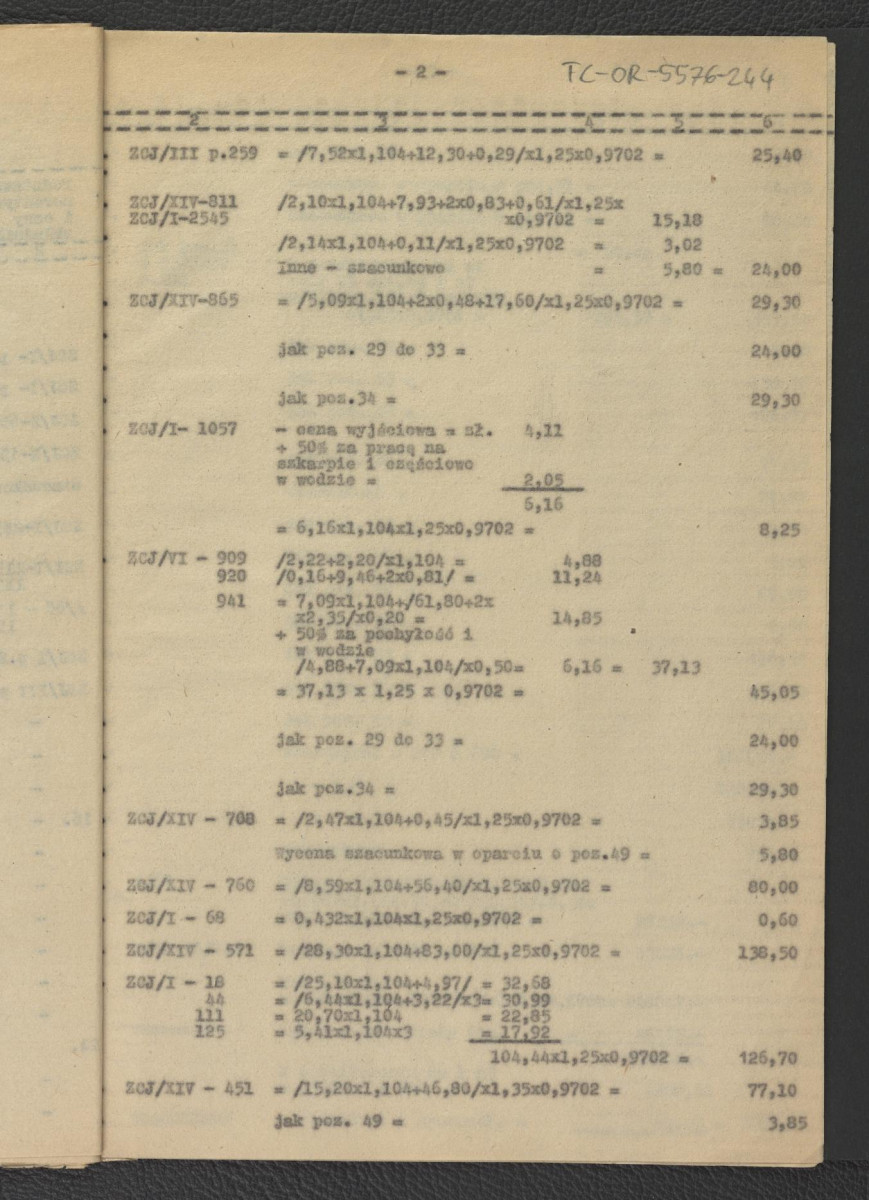 - 2 -
TC-OR-5576-244
2 3 4 5 6
ZCJ/III p.259 = /7,52x1,104+12,30+0,29/x1,25x0,9702 = 25,40
ZCJ/XIV-811 /2,10x1,104+7,93+2x0,83+0,61/x1,25x
ZCJ/I-2545 x0,9702 = 15,18
/2,14x1,104+0,11/x1,25x0,9702 = 3,02
Inne - szacunkowo = 5,80 = 24,00
ZCJ/XIV-865 = /5,09x1,104+2x0,48+17,60/x1,25x0,9702 = 29,30
jak poz. 29 do 33 = 24,00
jak poz.34 = 29,30
ZCJ/I- 1057 - cena wyjściowa = zł. 4,11
+ 50% za pracę na
szkarpie i częściowo
w wodzie = 2,05
6,16
= 6,16x1,104x1,25x0,9702 = 8,25
ZCJ/VI - 909 /2,22+2,20/x1,104 = 4,88
920 /0,16+9,46+2x0,81/ = 11,24
941 = 7,09x1,104+/61,80+2x
x2,35/x0,20 = 14,85
+ 50% za pochyłość i
w wodzie
/4,88+7,09x1,104/x0,50= 6,16 = 37,13
= 37,13 x 1,25 x 0,9702 = 45,05
jak poz. 29 do 33 = 24,00
jak poz.34 = 29,30
ZCJ/XIV - 708 = /2,47x1,104+0,45/x1,25x0,9702 = 3,85
Wycena szacunkowa w oparciu o poz.49 = 5,80
ZCJ/XIV - 760 = /8,59x1,104+56,40/x1,25x0,9702 = 80,00
ZCJ/I - 68 = 0,432x1,104x1,25x0,9702 = 0,60
ZCJ/XIV - 571 = /28,30x1,104+83,00/x1,25x0,9702 = 138,50
ZCJ/I - 18 = /25,10x1,104+4,97/ = 32,68
44 = /6,44x1,104+3,22/x3= 30,99
111 = 20,70x1,104 = 22,85
125 = 5,41x1,104x3 = 17,92
104,44x1,25x0,9702 = 126,70
ZCJ/XIV - 451 = /15,20x1,104+46,80/x1,35x0,9702 = 77,10
jak poz. 49 = 3,85